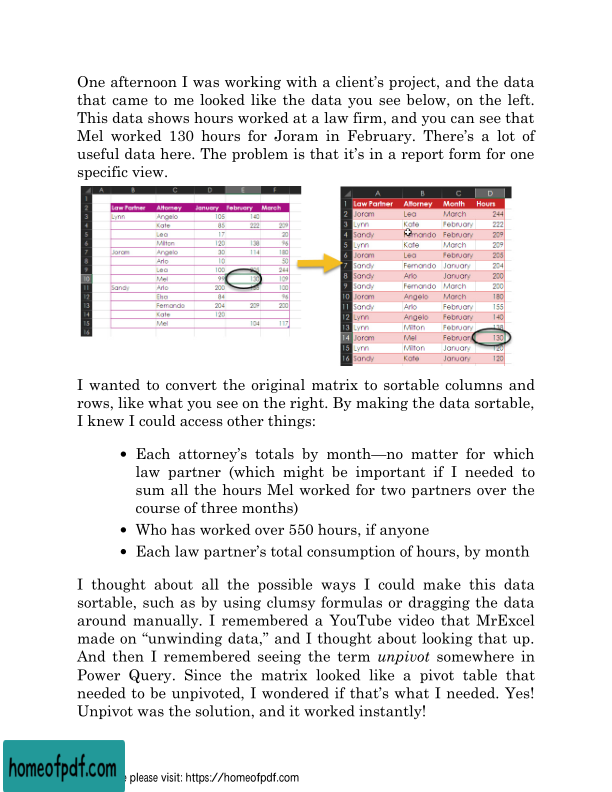 One afternoon I was working with a client's project, and the data
that came to me looked like the data you see below, on the left.
This data shows hours worked at a law firm, and you can see that
Mel worked 130 hours for Joram in February. There's a lot of
useful data here. The problem is that it's in a report form for one
specific view.
A B C D E F
1
2 Law Partner Attorney January February March
3 Lynn Angelo 105 140
4 Kate 85 222 209
5 Lea 17 20
6 Milton 120 138 96
7 Joram Angelo 30 114 180
8 Arlo 10 50
9 Lea 100 244
10 Mel 99 130 109
11 Sandy Arlo 200 100
12 Elsa 84 96
13 Fernando 204 209 200
14 Kate 120
15 Mel 104 117
16
A B C D
1 Law Partner Attorney Month Hours
2 Joram Lea March 244
3 Lynn Kate February 222
4 Sandy Fernando February 209
5 Lynn Kate March 209
6 Joram Lea February 205
7 Sandy Fernando January 204
8 Sandy Arlo January 200
9 Sandy Fernando March 200
10 Joram Angelo March 180
11 Sandy Arlo February 155
12 Lynn Angelo February 140
13 Lynn Milton February 138
14 Joram Mel February 130
15 Lynn Milton January 120
16 Sandy Kate January 120
I wanted to convert the original matrix to sortable columns and
rows, like what you see on the right. By making the data sortable,
I knew I could access other things:
• Each attorney's totals by month—no matter for which
law partner (which might be important if I needed to
sum all the hours Mel worked for two partners over the
course of three months)
• Who has worked over 550 hours, if anyone
• Each law partner's total consumption of hours, by month
I thought about all the possible ways I could make this data
sortable, such as by using clumsy formulas or dragging the data
around manually. I remembered a YouTube video that MrExcel
made on “unwinding data,” and I thought about looking that up.
And then I remembered seeing the term unpivot somewhere in
Power Query. Since the matrix looked like a pivot table that
needed to be unpivoted, I wondered if that's what I needed. Yes!
Unpivot was the solution, and it worked instantly!
homeofpdf.com
please visit: https://homeofpdf.com